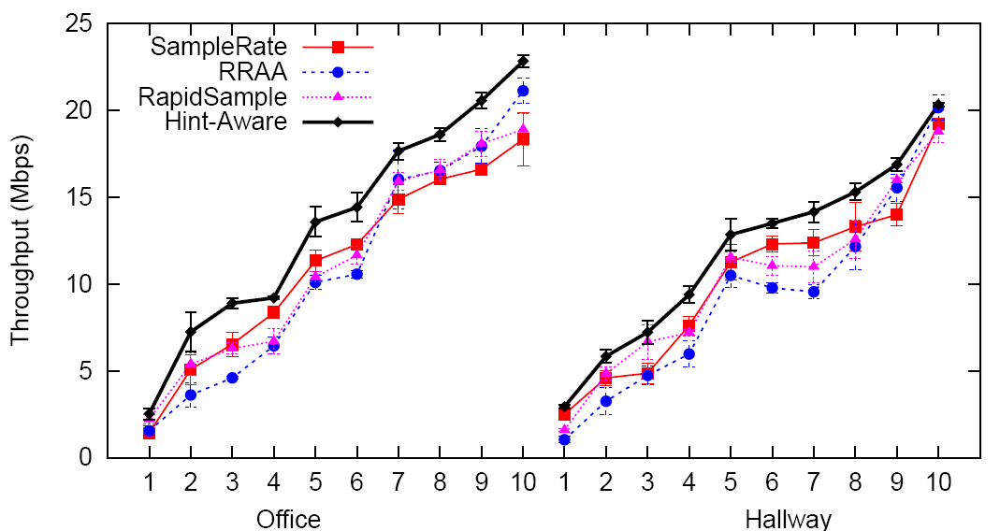 25
20
15
10
5
0
Throughput (Mbps)
SampleRate
RRAA
RapidSample
Hint-Aware
1 2 3 4 5 6 7 8 9 10 1 2 3 4 5 6 7 8 9 10
Office Hallway